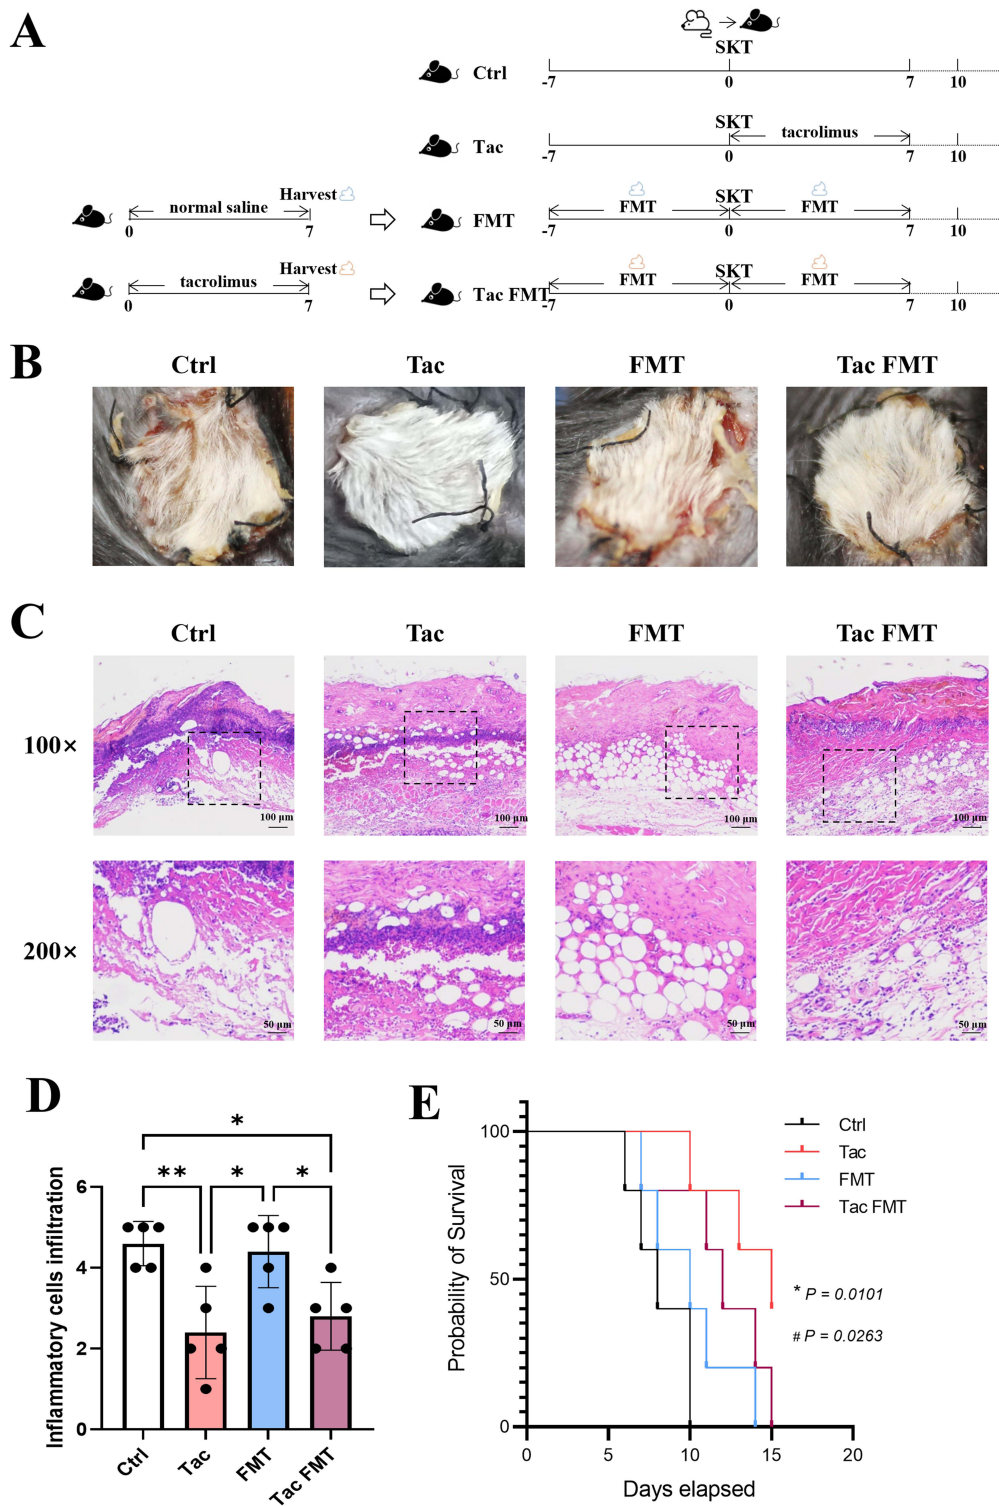 A
SKT
Ctrl
-7 0 7 10
SKT
tacrolimus
Tac
-7 0 7 10
Harvest
normal saline
0 7
SKT
FMT FMT
FMT
-7 0 7 10
Harvest
tacrolimus
0 7
SKT
FMT FMT
Tac FMT
-7 0 7 10
B
Ctrl Tac FMT Tac FMT
C
Ctrl Tac FMT Tac FMT
100×
100 μm 100 μm 100 μm 100 μm
200×
50 μm 50 μm 50 μm 50 μm
D
*
** * *
Inflammatory cells infiltration
6
4
2
0
Ctrl Tac FMT Tac FMT
E
Probability of Survival
100
50
0
0 5 10 15 20
Days elapsed
Ctrl
Tac
FMT
Tac FMT
* P = 0.0101
# P = 0.0263